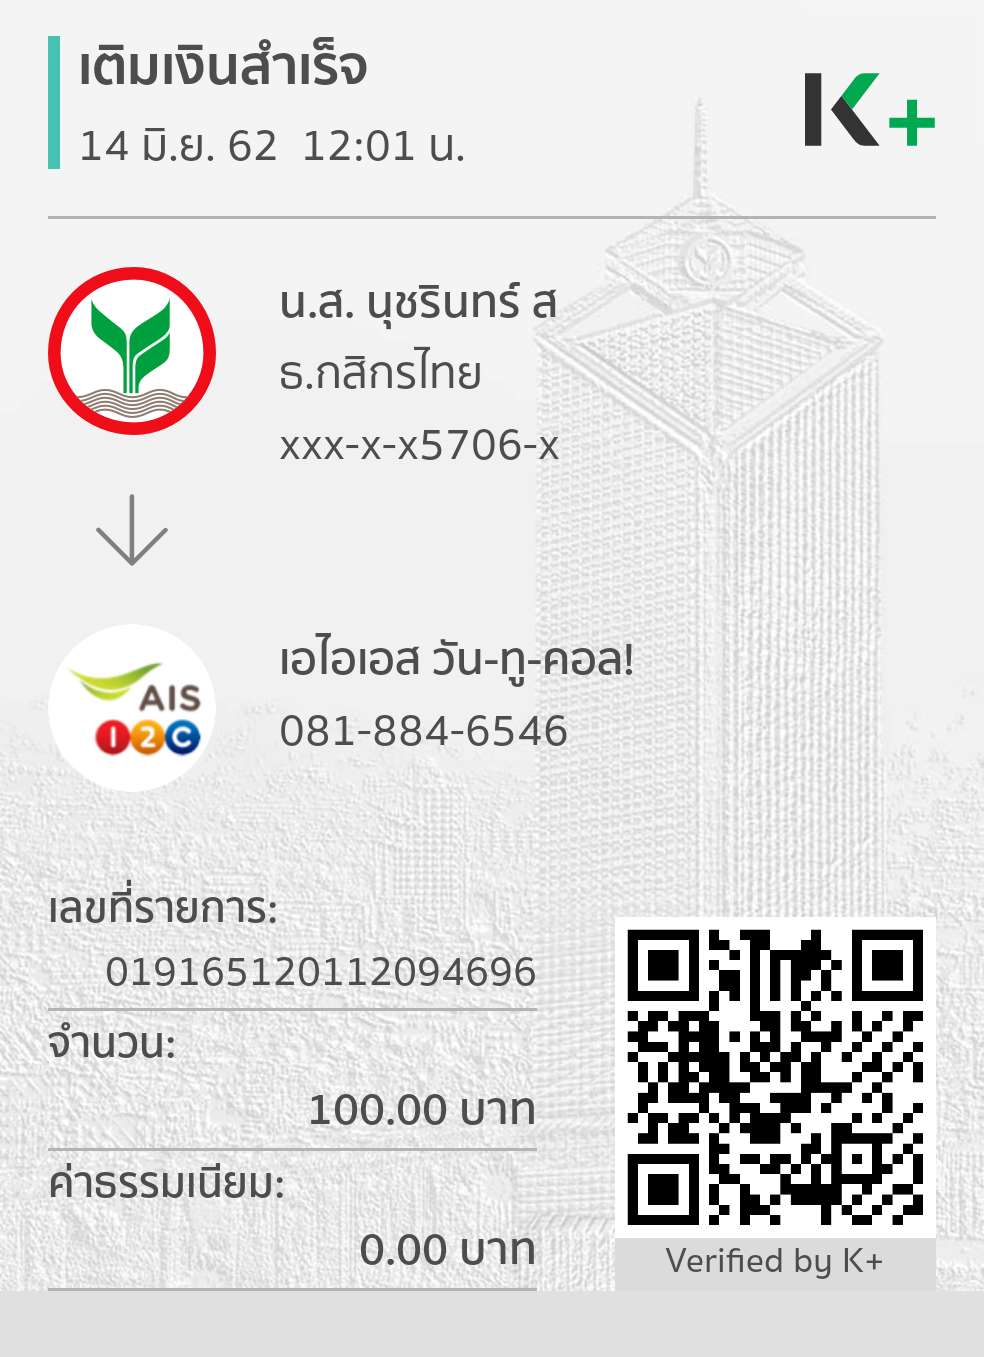 เติมเงินสำเร็จ
14 มิ.ย. 62 12:01 น.
K+
น.ส. นุชรินทร์ ส
ธ.กสิกรไทย
xxx-x-x5706-x
AIS
12C
เอไอเอส วัน-ทู-คอล!
081-884-6546
เลขที่รายการ:
019165120112094696
จำนวน:
100.00 บาท
ค่าธรรมเนียม:
0.00 บาท
Verified by K+